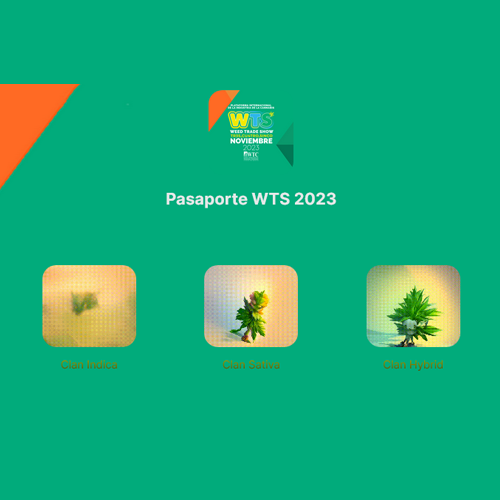 PLATAFORMA INTERNACIONAL
DE LA INDUSTRIA DE LA CANNABIS
WTS
WEED TRADE SHOW
NOVIEMBRE
2023
WTC
Pasaporte WTS 2023
Clan Indica
Clan Sativa
Clan Hybrid